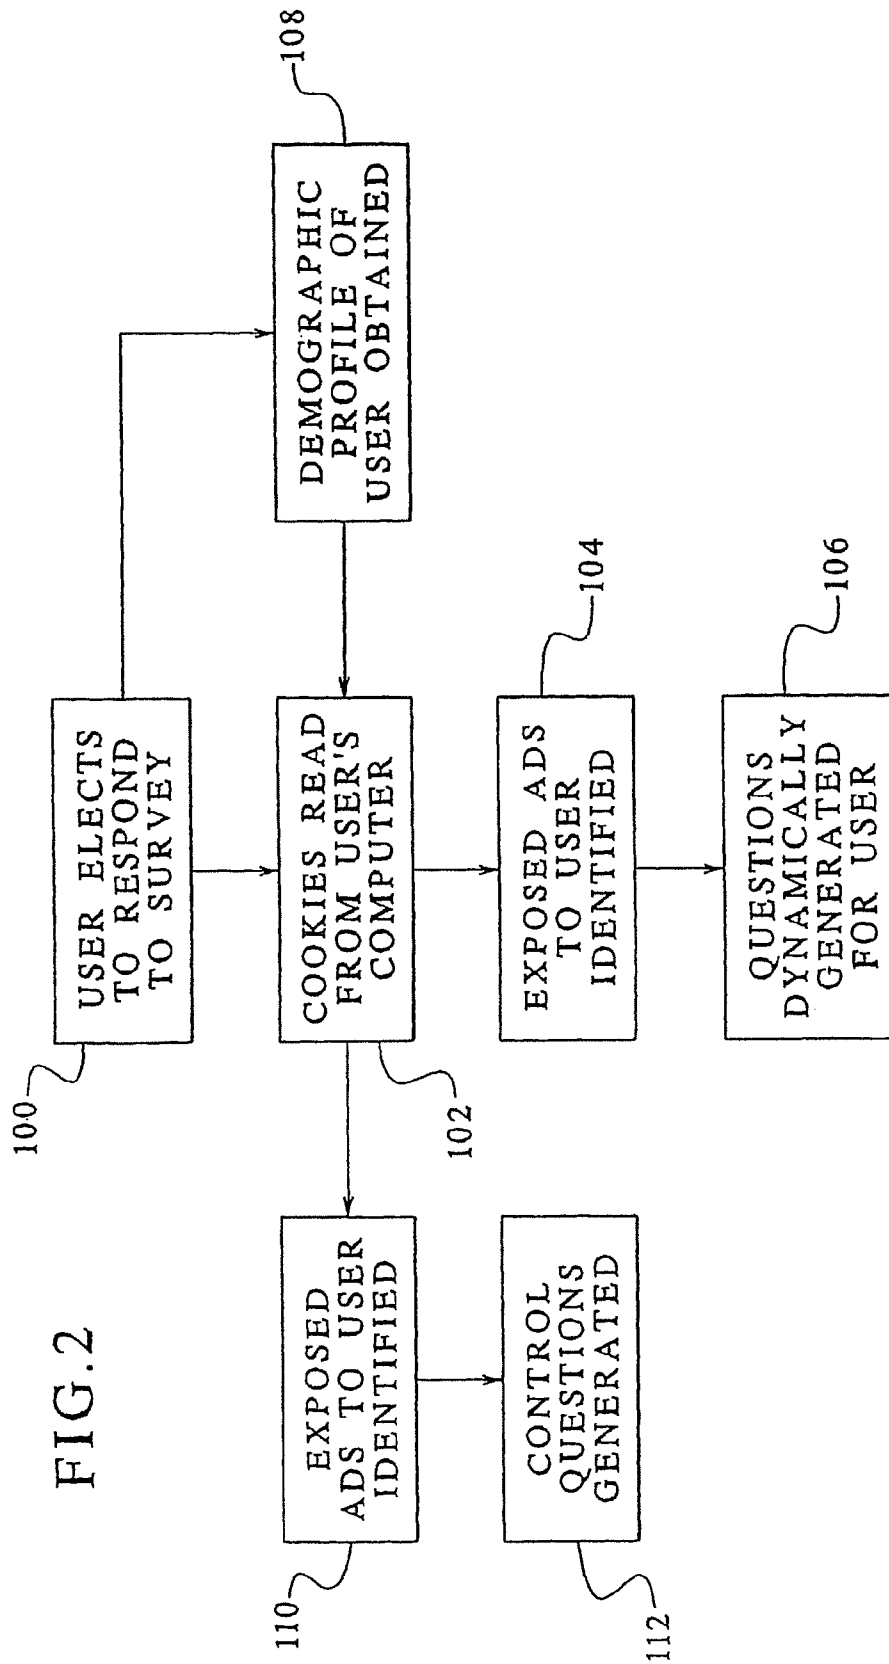 FIG.2
100
USER ELECTS
TO RESPOND
TO SURVEY
108
DEMOGRAPHIC
PROFILE OF
USER OBTAINED
COOKIES READ
FROM USER'S
COMPUTER
102
110
EXPOSED
ADS TO USER
IDENTIFIED
EXPOSED ADS
TO USER
IDENTIFIED
104
112
CONTROL
QUESTIONS
GENERATED
QUESTIONS
DYNAMICALLY
GENERATED
FOR USER
106